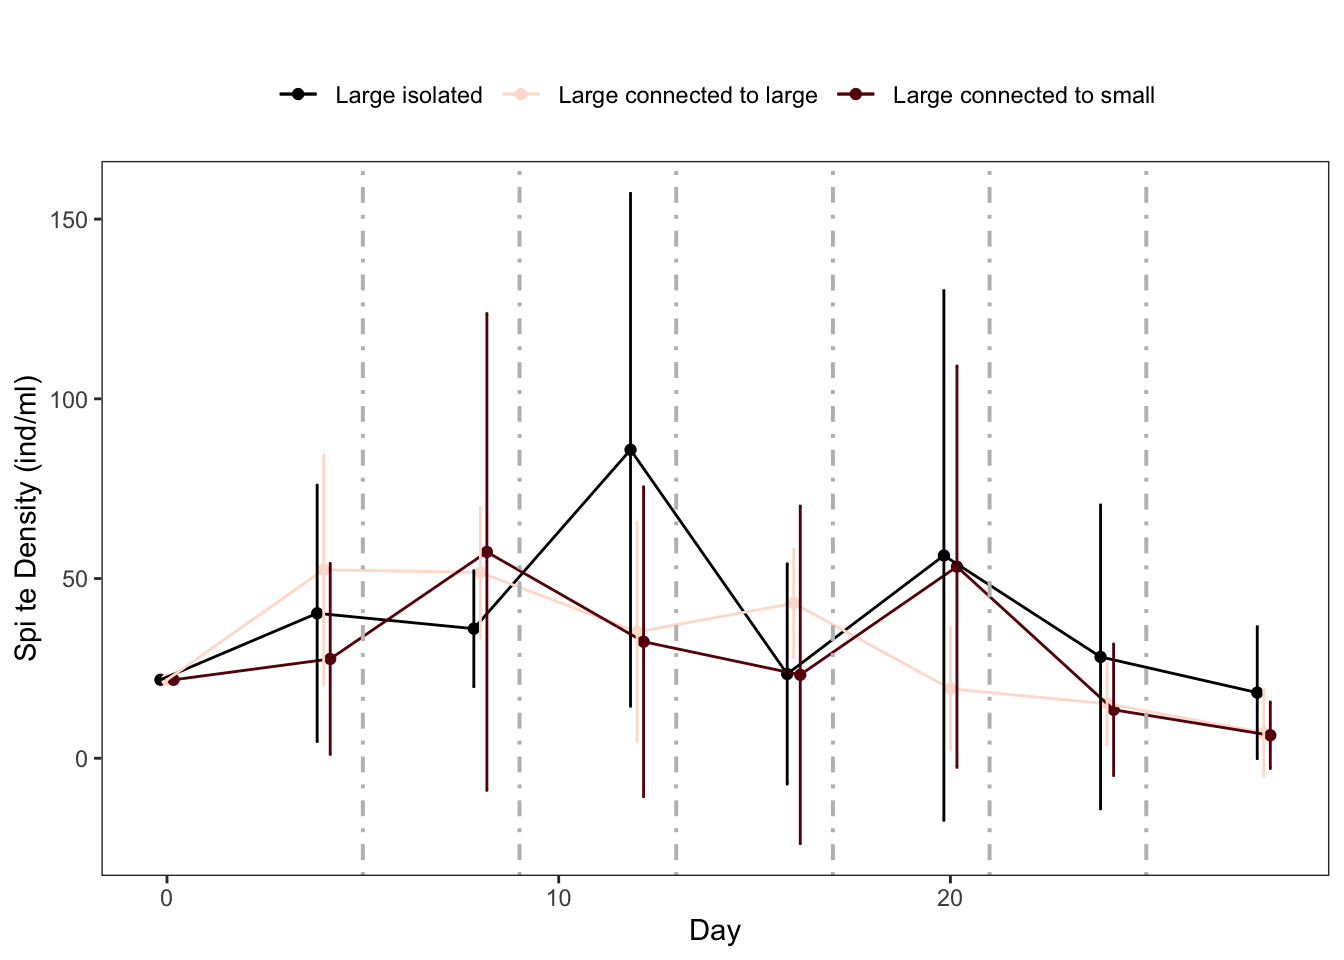 Large isolated Large connected to large Large connected to small
150
100
50
0
Spi te Density (ind/ml)
0 10 20
Day